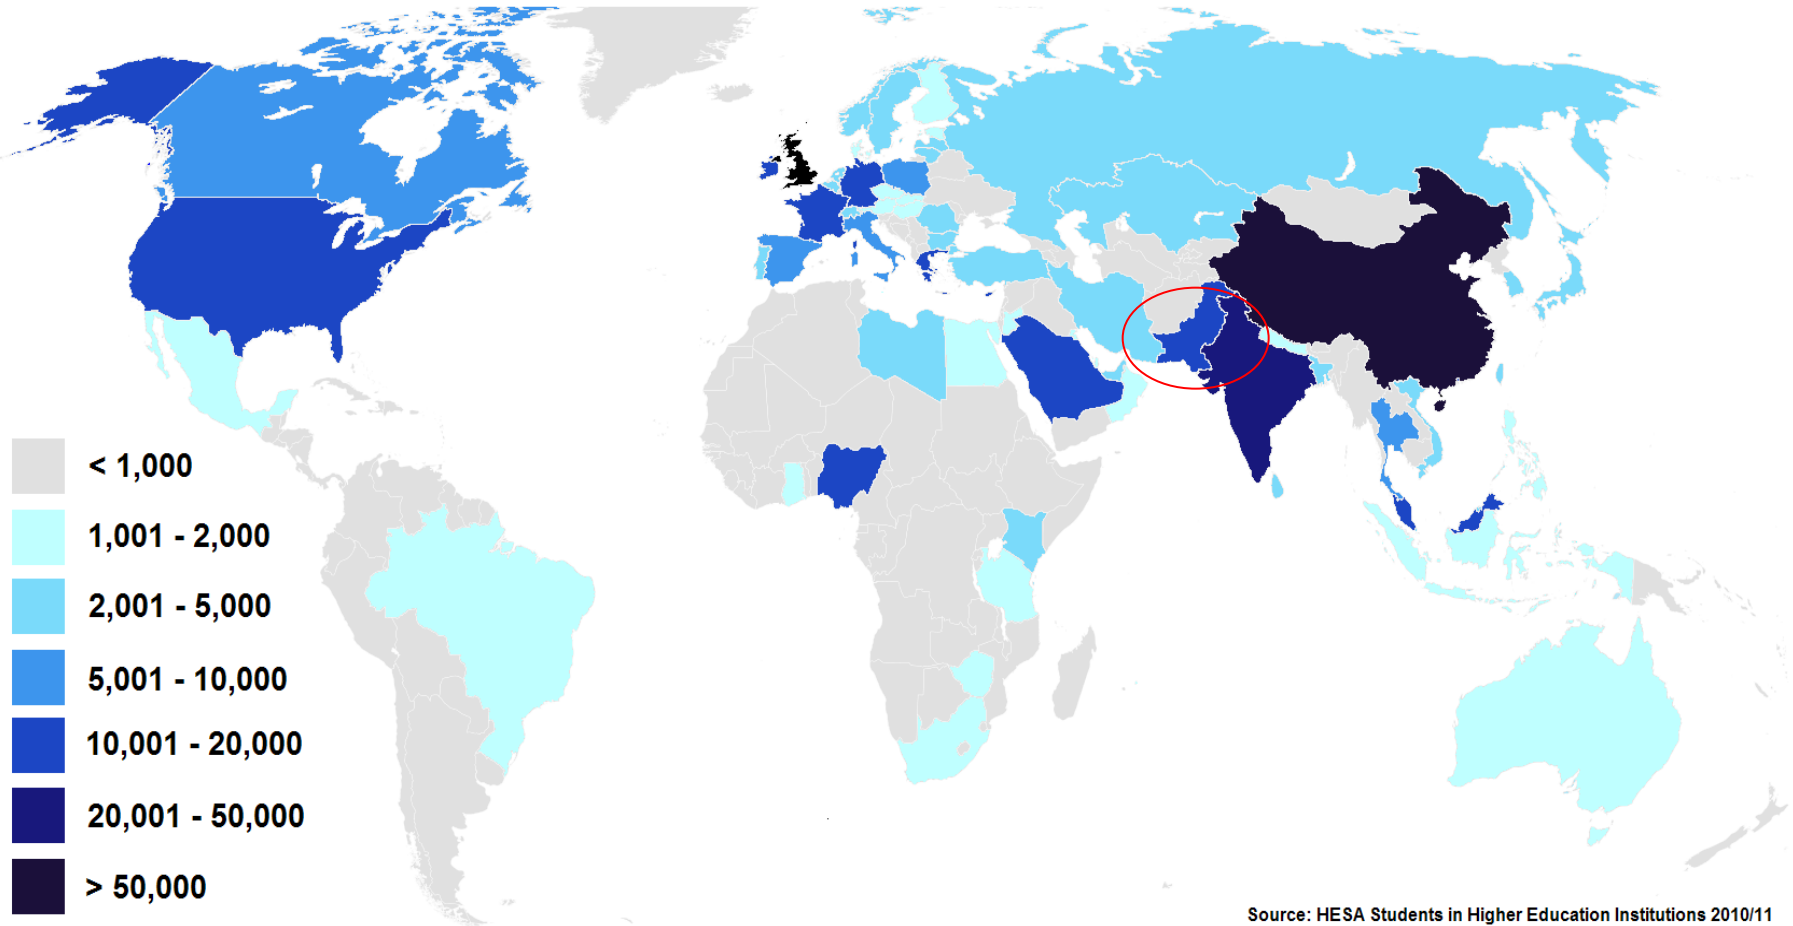 < 1,000
1,001 - 2,000
2,001 - 5,000
5,001 - 10,000
10,001 - 20,000
20,001 - 50,000
> 50,000
Source: HESA Students in Higher Education Institutions 2010/11